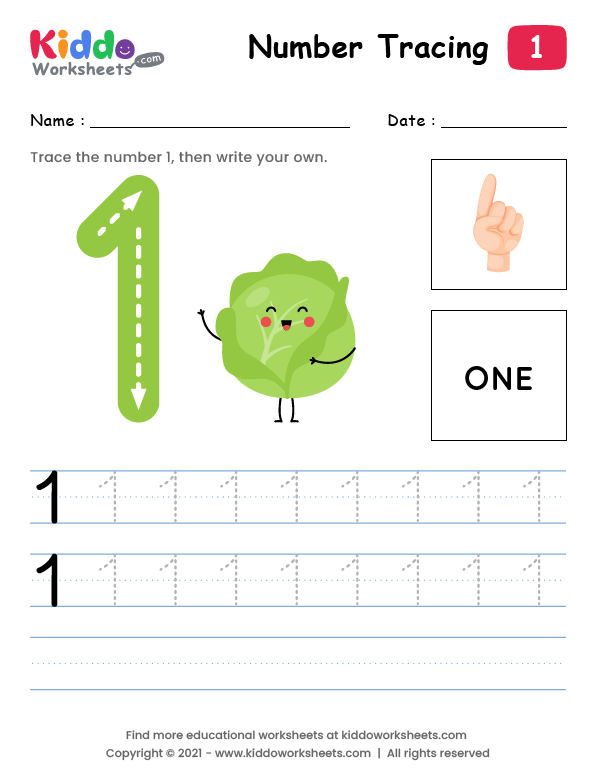 Kiddo
Worksheets .com
Number Tracing 1
Name : Date :
Trace the number 1, then write your own.
1
ONE
1 1 1 1 1 1 1 1 1
1 1 1 1 1 1 1 1 1
Find more educational worksheets at kiddoworksheets.com
Copyright © 2021 - www.kiddoworksheets.com | All rights reserved